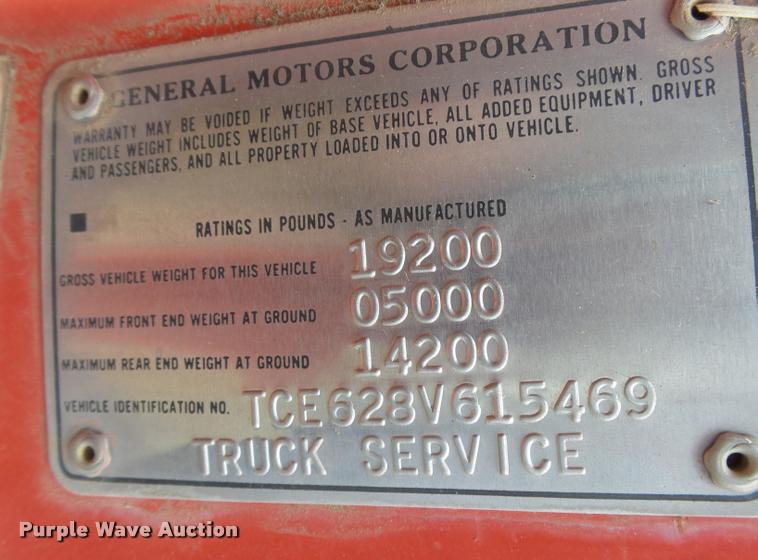 GENERAL MOTORS CORPORATION
WARRANTY MAY BE VOIDED IF WEIGHT EXCEEDS ANY OF RATINGS SHOWN. GROSS
VEHICLE WEIGHT INCLUDES WEIGHT OF BASE VEHICLE, ALL ADDED EQUIPMENT, DRIVER
AND PASSENGERS, AND ALL PROPERTY LOADED INTO OR ONTO VEHICLE.
RATINGS IN POUNDS - AS MANUFACTURED
GROSS VEHICLE WEIGHT FOR THIS VEHICLE 19200
MAXIMUM FRONT END WEIGHT AT GROUND 05000
MAXIMUM REAR END WEIGHT AT GROUND 14200
VEHICLE IDENTIFICATION NO. TCE628V615469
TRUCK SERVICE
Purple Wave Auction